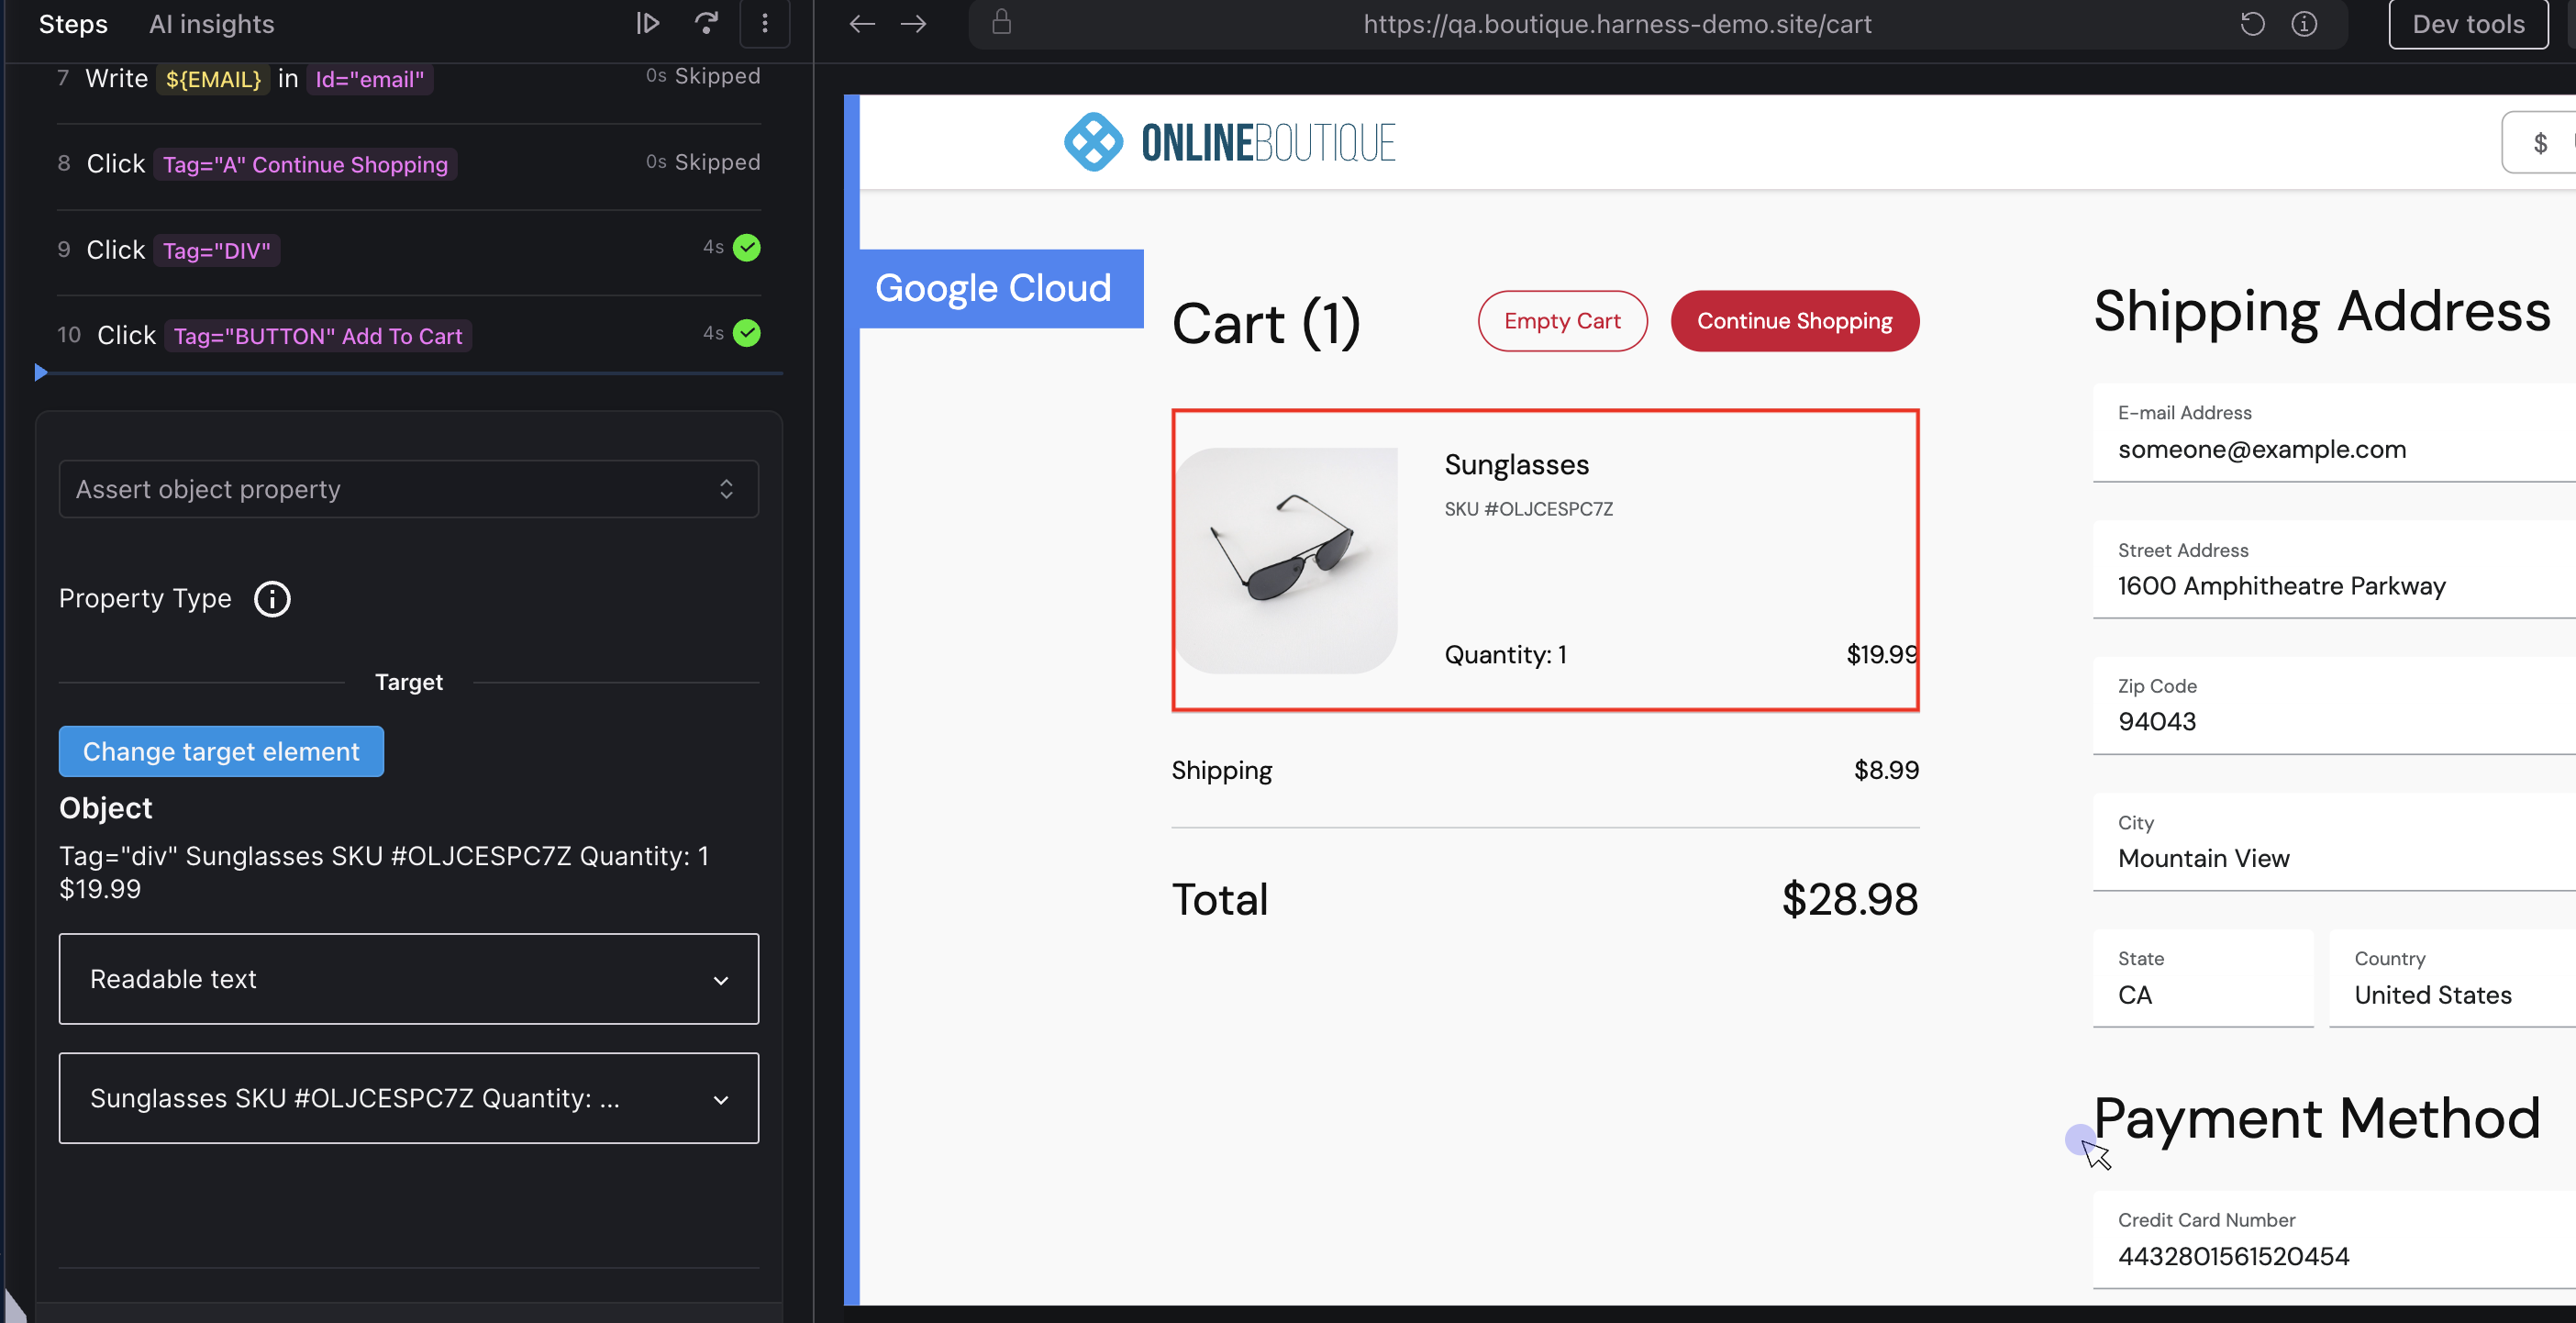 Steps AI insights
7 Write ${EMAIL} in Id="email" 0s Skipped
8 Click Tag="A" Continue Shopping 0s Skipped
9 Click Tag="DIV" 4s
10 Click Tag="BUTTON" Add To Cart 4s
Assert object property
Property Type
Target
Change target element
Object
Tag="div" Sunglasses SKU #OLJCESPC7Z Quantity: 1
$19.99
Readable text
Sunglasses SKU #OLJCESPC7Z Quantity: ...
https://qa.boutique.harness-demo.site/cart
Dev tools
ONLINEBOUTIQUE
$
Google Cloud
Cart (1)
Empty Cart
Continue Shopping
Sunglasses
SKU #OLJCESPC7Z
Quantity: 1 $19.99
Shipping $8.99
Total $28.98
Shipping Address
E-mail Address
someone@example.com
Street Address
1600 Amphitheatre Parkway
Zip Code
94043
City
Mountain View
State
CA
Country
United States
Payment Method
Credit Card Number
4432801561520454